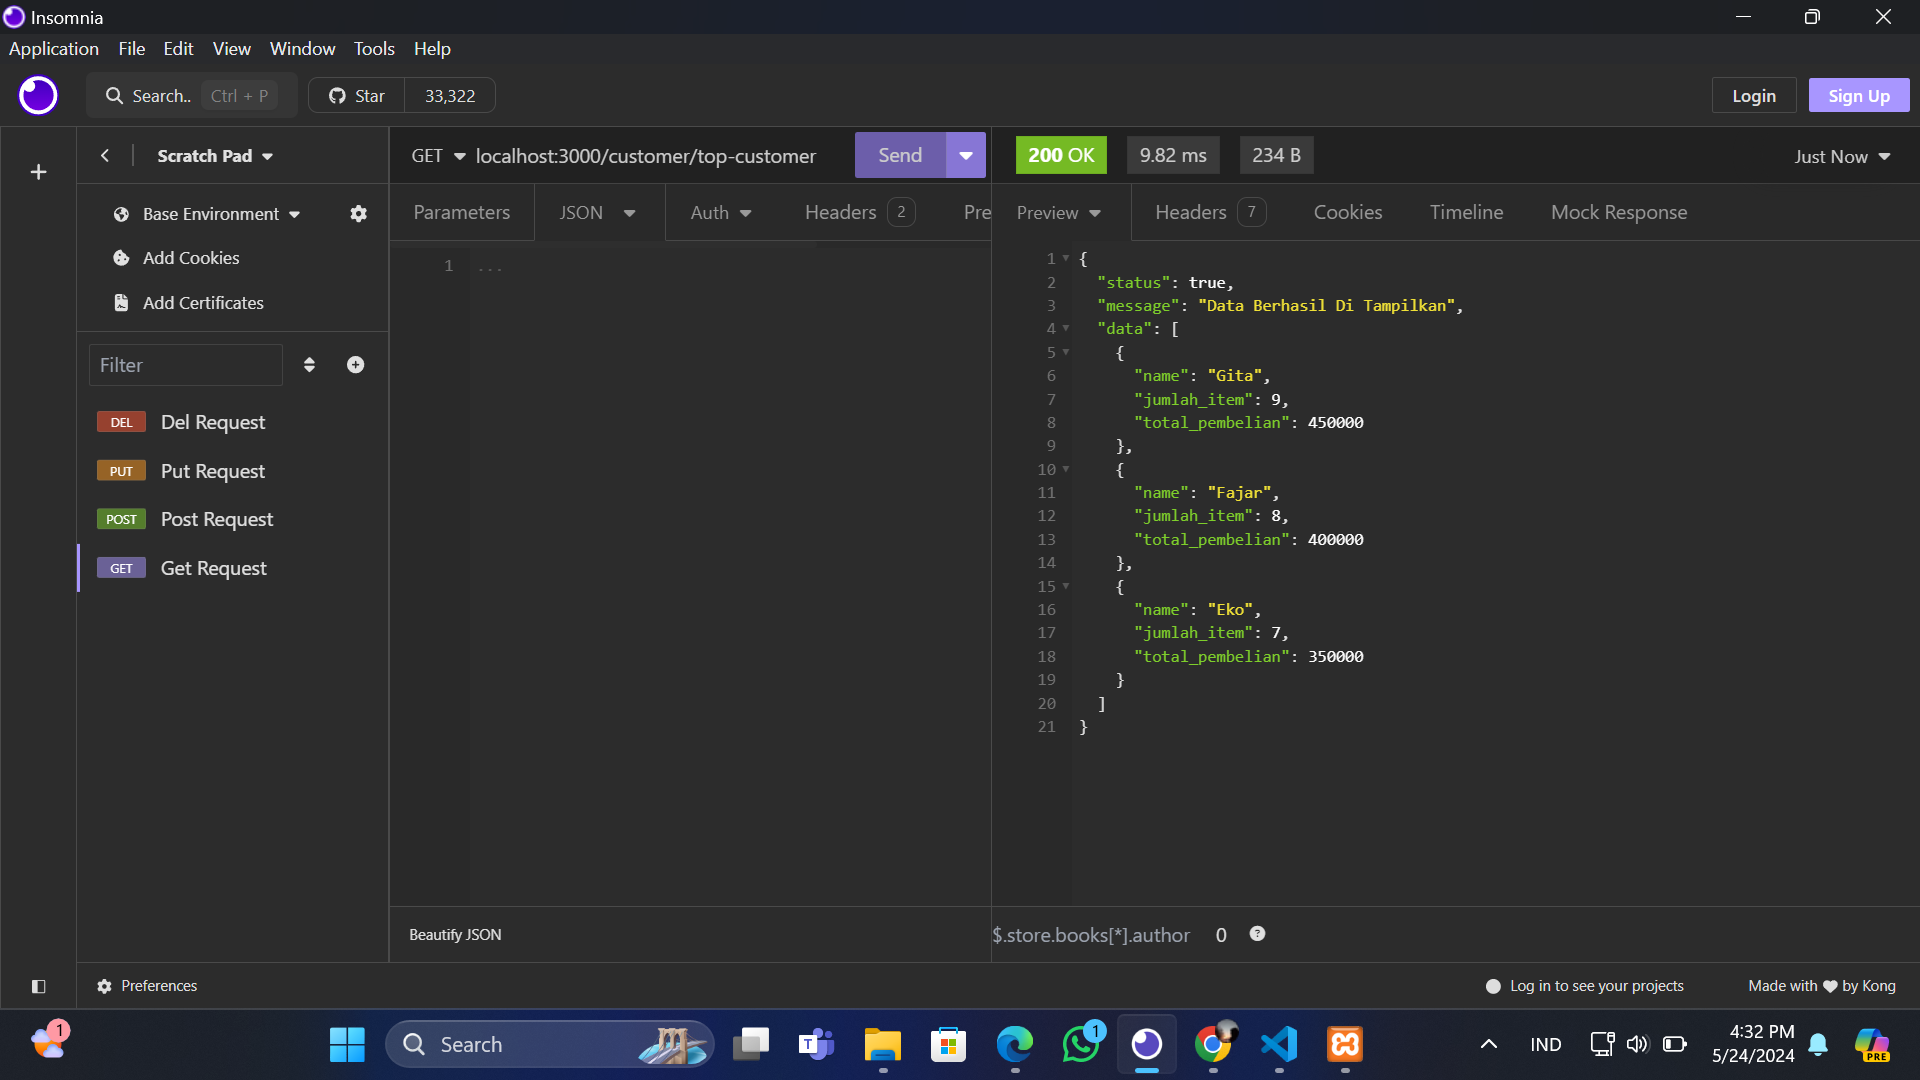 Insomnia
Application File Edit View Window Tools Help
Search.. Ctrl + P Star 33,322 Login Sign Up
Scratch Pad GET localhost:3000/customer/top-customer Send 200 OK 9.82 ms 234 B Just Now
Base Environment Parameters JSON Auth Headers 2 Pre Preview Headers 7 Cookies Timeline Mock Response
Add Cookies
Add Certificates
Filter
DEL Del Request
PUT Put Request
POST Post Request
GET Get Request
1 ...
1 {
2 "status": true,
3 "message": "Data Berhasil Di Tampilkan",
4 "data": [
5 {
6 "name": "Gita",
7 "jumlah_item": 9,
8 "total_pembelian": 450000
9 },
10 {
11 "name": "Fajar",
12 "jumlah_item": 8,
13 "total_pembelian": 400000
14 },
15 {
16 "name": "Eko",
17 "jumlah_item": 7,
18 "total_pembelian": 350000
19 }
20 ]
21 }
Beautify JSON $.store.books[*].author 0 ?
Preferences Log in to see your projects Made with ♥ by Kong
1 Search T 1 PRE IND 4:32 PM
5/24/2024